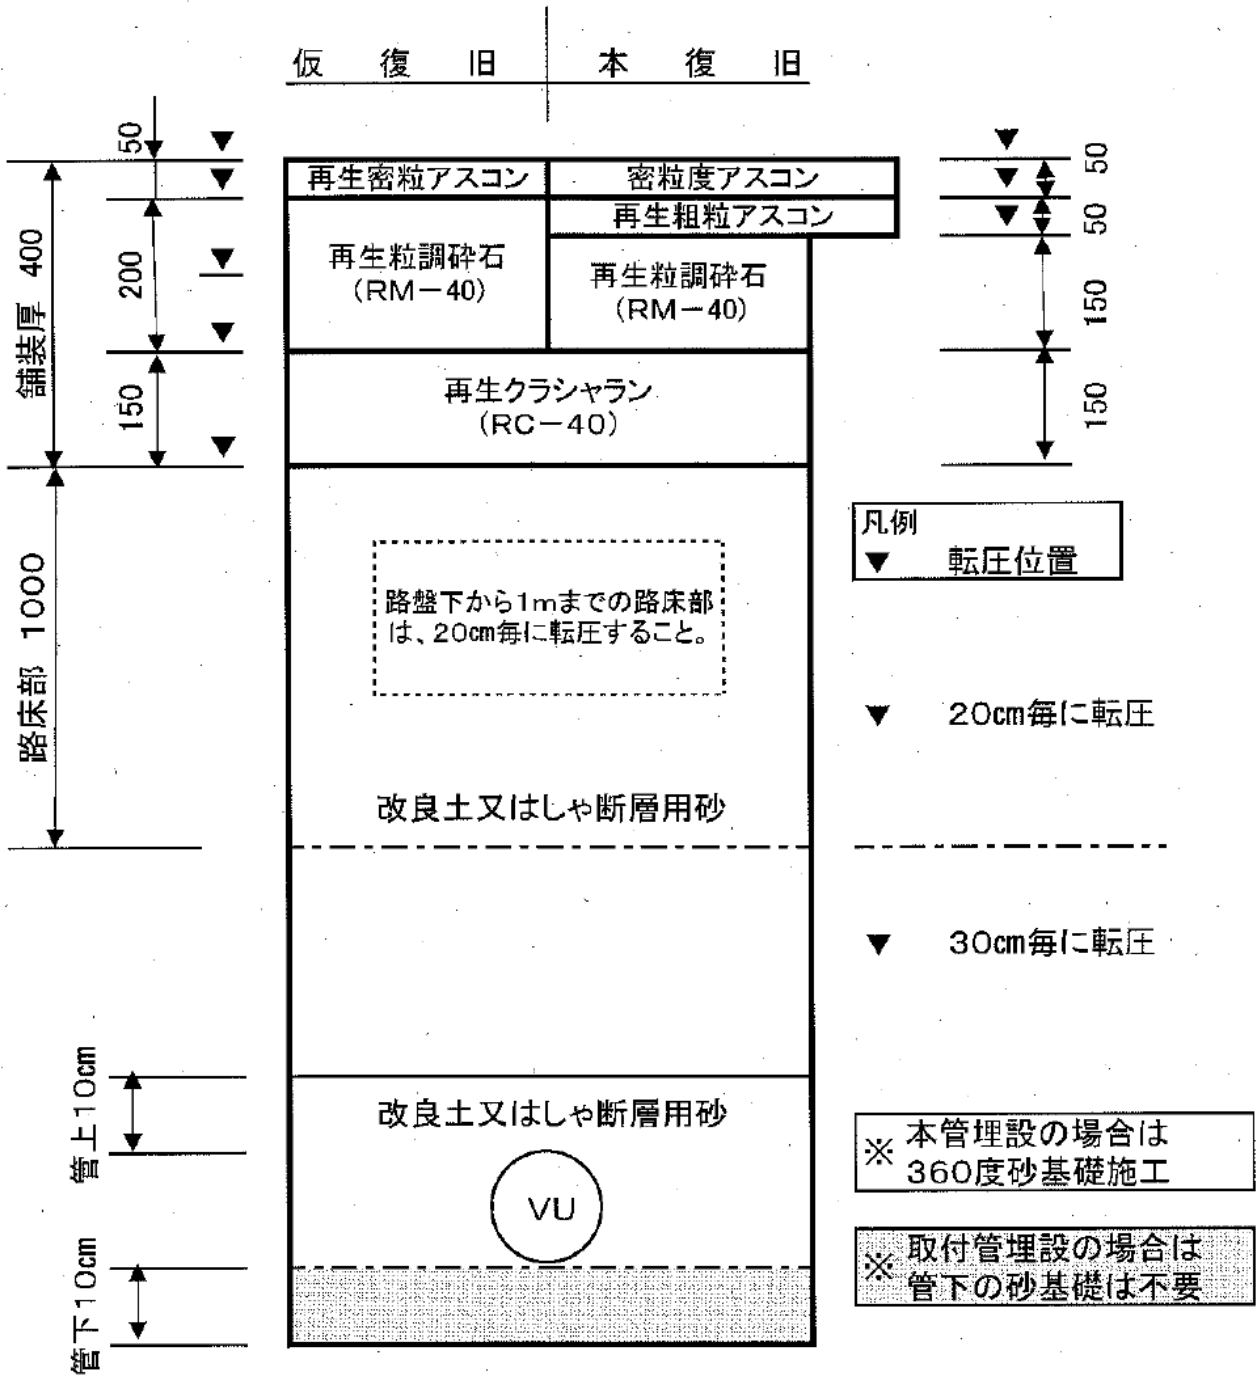 仮復旧
本復旧
50
200
150
舗装厚 400
路床部 1000
管上10cm
管下10cm
再生密粒アスコン
密粒度アスコン
再生粗粒アスコン
再生粒調砕石
(RM-40)
再生粒調砕石
(RM-40)
再生クラシャラン
(RC-40)
50
50
150
150
路盤下から1mまでの路床部
は、20cm毎に転圧すること。
凡例
▼ 転圧位置
▼ 20cm毎に転圧
改良土又はしゃ断層用砂
▼ 30cm毎に転圧
改良土又はしゃ断層用砂
VU
※ 本管埋設の場合は
360度砂基礎施工
※ 取付管埋設の場合は
管下の砂基礎は不要